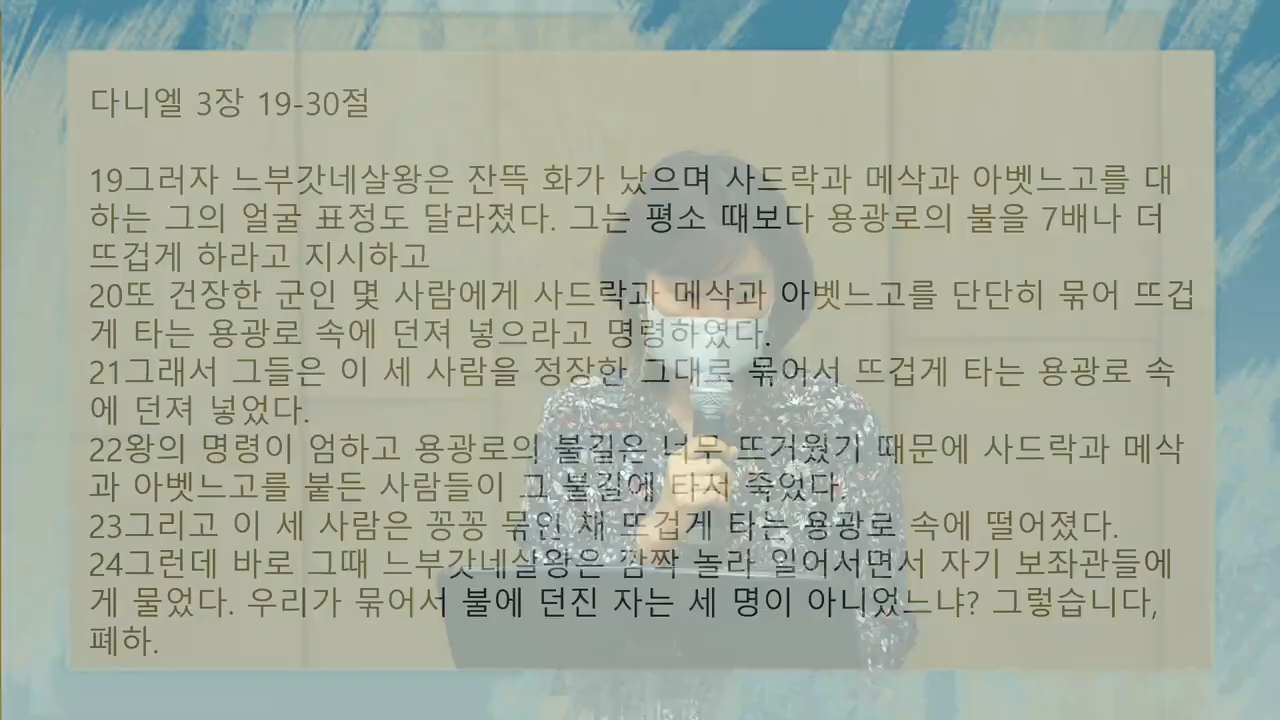 다니엘 3장 19-30절
19그러자 느부갓네살왕은 잔뜩 화가 났으며 사드락과 메삭과 아벳느고를 대
하는 그의 얼굴 표정도 달라졌다. 그는 평소 때보다 용광로의 불을 7배나 더
뜨겁게 하라고 지시하고
20또 건장한 군인 몇 사람에게 사드락과 메삭과 아벳느고를 단단히 묶어 뜨겁
게 타는 용광로 속에 던져 넣으라고 명령하였다.
21그래서 그들은 이 세 사람을 정장한 그대로 묶어서 뜨겁게 타는 용광로 속
에 던져 넣었다.
22왕의 명령이 엄하고 용광로의 불길은 너무 뜨거웠기 때문에 사드락과 메삭
과 아벳느고를 붙든 사람들이 그 불길에 타저 죽었다.
23그리고 이 세 사람은 꽁꽁 묶인 채 뜨겁게 타는 용광로 속에 떨어졌다.
24그런데 바로 그때 느부갓네살왕은 깜짝 놀라 일어서면서 자기 보좌관들에
게 물었다. 우리가 묶어서 불에 던진 자는 세 명이 아니었느냐? 그렇습니다,
폐하.